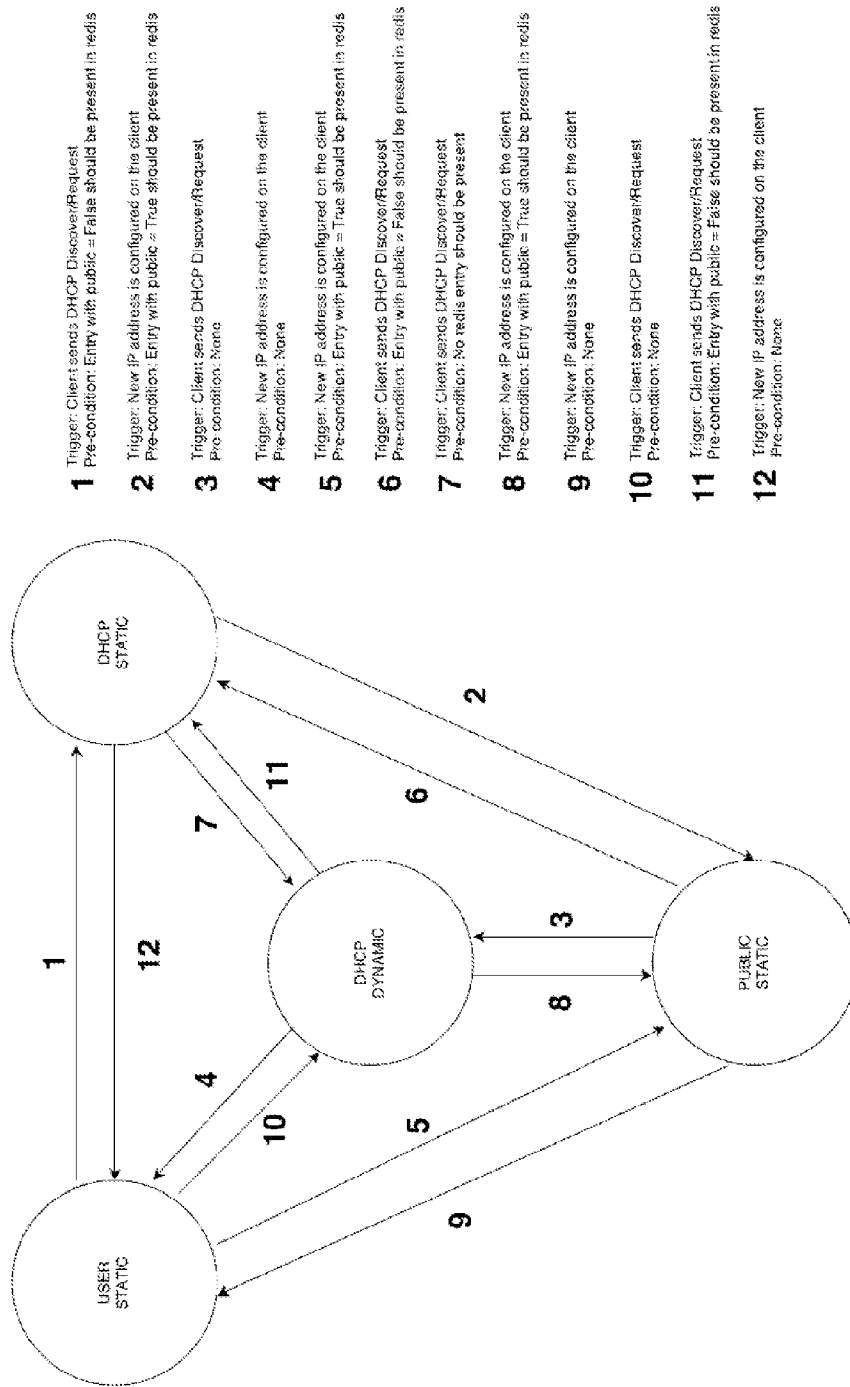 USER
STATIC
DHCP
STATIC
DHCP
DYNAMIC
PUBLIC
STATIC
1
12
4
10
7
11
5
9
8
3
6
2
1 Trigger: Client sends DHCP Discover/Request
Pre-condition: Entry with public = False should be present in redis
2 Trigger: New IP address is configured on the client
Pre-condition: Entry with public = True should be present in redis
3 Trigger: Client sends DHCP Discover/Request
Pre-condition: None
4 Trigger: New IP address is configured on the client
Pre-condition: None
5 Trigger: New IP address is configured on the client
Pre-condition: Entry with public = True should be present in redis
6 Trigger: Client sends DHCP Discover/Request
Pre-condition: Entry with public = False should be present in redis
7 Trigger: Client sends DHCP Discover/Request
Pre-condition: No redis entry should be present
8 Trigger: New IP address is configured on the client
Pre-condition: Entry with public = True should be present in redis
9 Trigger: New IP address is configured on the client
Pre-condition: None
10 Trigger: Client sends DHCP Discover/Request
Pre-condition: None
11 Trigger: Client sends DHCP Discover/Request
Pre-condition: Entry with public = False should be present in redis
12 Trigger: New IP address is configured on the client
Pre-condition: None